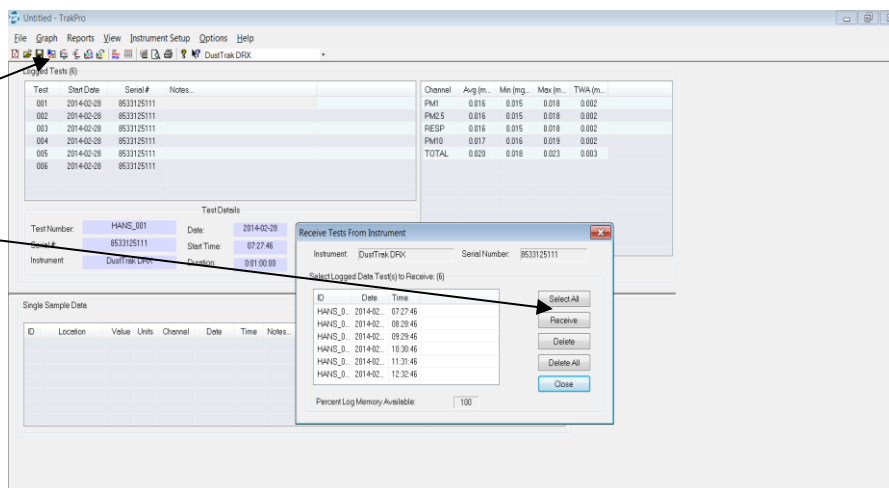 Untitled - TrakPro
File Graph Reports View Instrument Setup Options Help
DustTrak DRX
Logged Tests (6)
Test Start Date Serial # Notes...
001 2014-02-28 8533125111
002 2014-02-28 8533125111
003 2014-02-28 8533125111
004 2014-02-28 8533125111
005 2014-02-28 8533125111
006 2014-02-28 8533125111
Channel Avg (m... Min (mg... Max (m... TWA (m...
PM1 0.016 0.015 0.018 0.002
PM2.5 0.016 0.015 0.018 0.002
RESP 0.016 0.015 0.018 0.002
PM10 0.017 0.016 0.019 0.002
TOTAL 0.020 0.018 0.023 0.003
Test Details
Test Number: HANS_001 Date: 2014-02-28
Serial #: 8533125111 Start Time: 07:27:46
Instrument: DustTrak DRX Duration: 0:01:00:00
Single Sample Data
ID Location Value Units Channel Date Time Notes...
Receive Tests From Instrument
Instrument: DustTrak DRX Serial Number: 8533125111
Select Logged Data Test(s) to Receive: (6)
ID Date Time
HANS_0... 2014-02... 07:27:46
HANS_0... 2014-02... 08:28:46
HANS_0... 2014-02... 09:29:46
HANS_0... 2014-02... 10:30:46
HANS_0... 2014-02... 11:31:46
HANS_0... 2014-02... 12:32:46
Select All
Receive
Delete
Delete All
Close
Percent Log Memory Available: 100